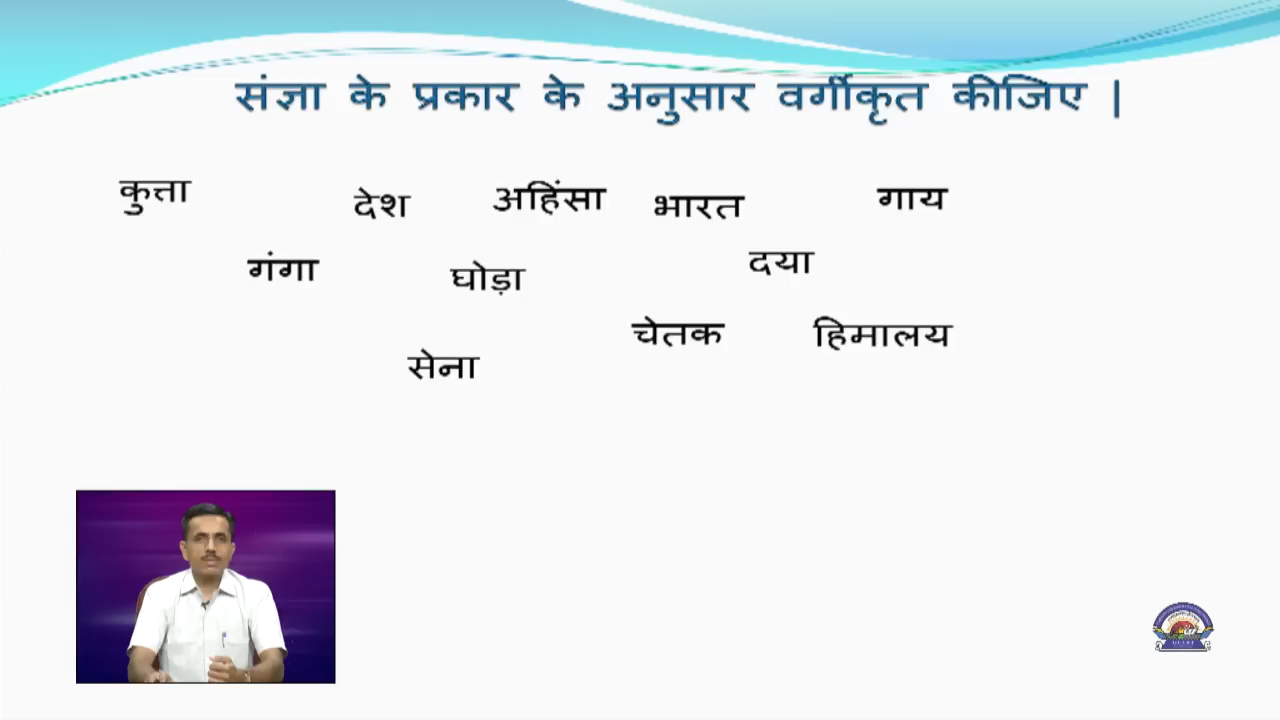 संज्ञा के प्रकार के अनुसार वर्गीकृत कीजिए |
कुत्ता देश अहिंसा भारत गाय
गंगा घोड़ा दया
चेतक हिमालय
सेना